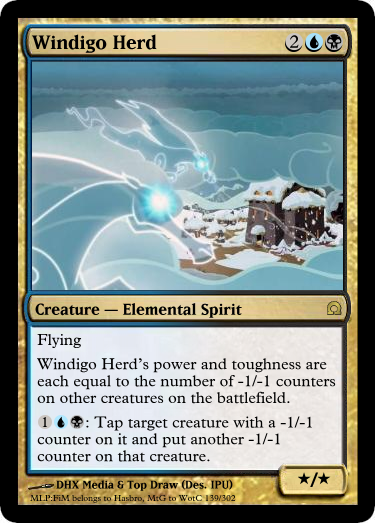 Windigo Herd 2
Creature — Elemental Spirit
Flying
Windigo Herd's power and toughness are
each equal to the number of -1/-1 counters
on other creatures on the battlefield.
1 : Tap target creature with a -1/-1
counter on it and put another -1/-1
counter on that creature.
DHX Media & Top Draw (Des. IPU)
★/★
MLP:FiM belongs to Hasbro, MtG to WotC 139/302